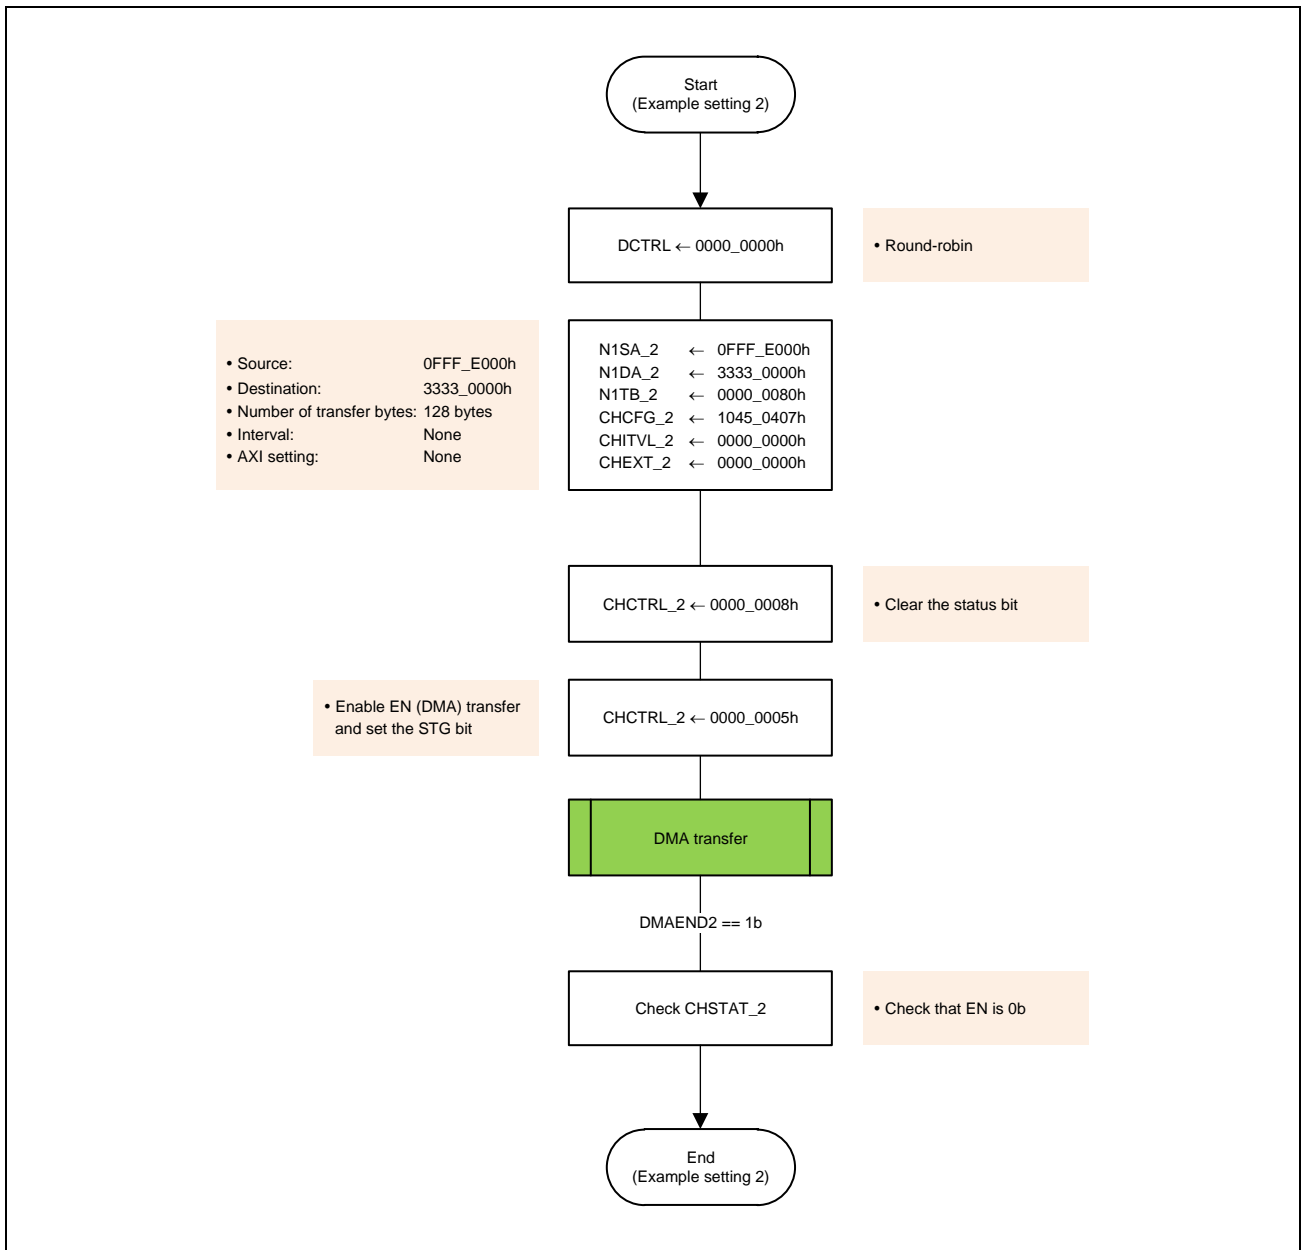 Start
(Example setting 2)
DCTRL ← 0000_0000h
• Round-robin
• Source: 0FFF_E000h
• Destination: 3333_0000h
• Number of transfer bytes: 128 bytes
• Interval: None
• AXI setting: None
N1SA_2 ← 0FFF_E000h
N1DA_2 ← 3333_0000h
N1TB_2 ← 0000_0080h
CHCFG_2 ← 1045_0407h
CHITVL_2 ← 0000_0000h
CHEXT_2 ← 0000_0000h
CHCTRL_2 ← 0000_0008h
• Clear the status bit
• Enable EN (DMA) transfer
and set the STG bit
CHCTRL_2 ← 0000_0005h
DMA transfer
DMAEND2 == 1b
Check CHSTAT_2
• Check that EN is 0b
End
(Example setting 2)